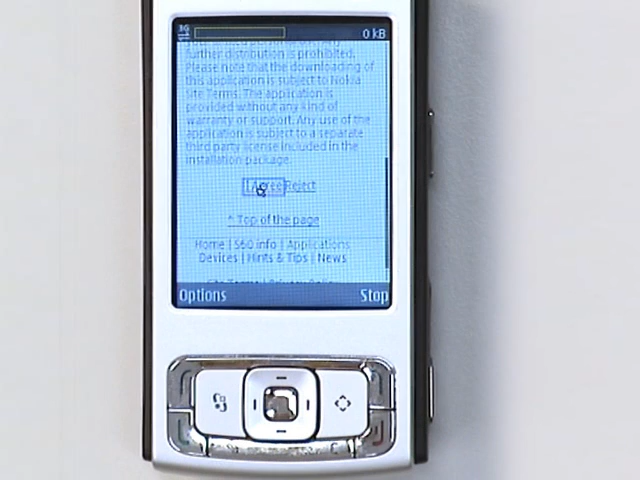 3G
0 kB
further distribution is prohibited.
Please note that the downloading of
this application is subject to Nokia
Site Terms. The application is
provided without any kind of
warranty or support. Any use of the
application is subject to a separate
third party license included in the
installation package.
I Agree Reject
^ Top of the page
Home | S60 info | Applications
Devices | Hints & Tips | News
Options Stop